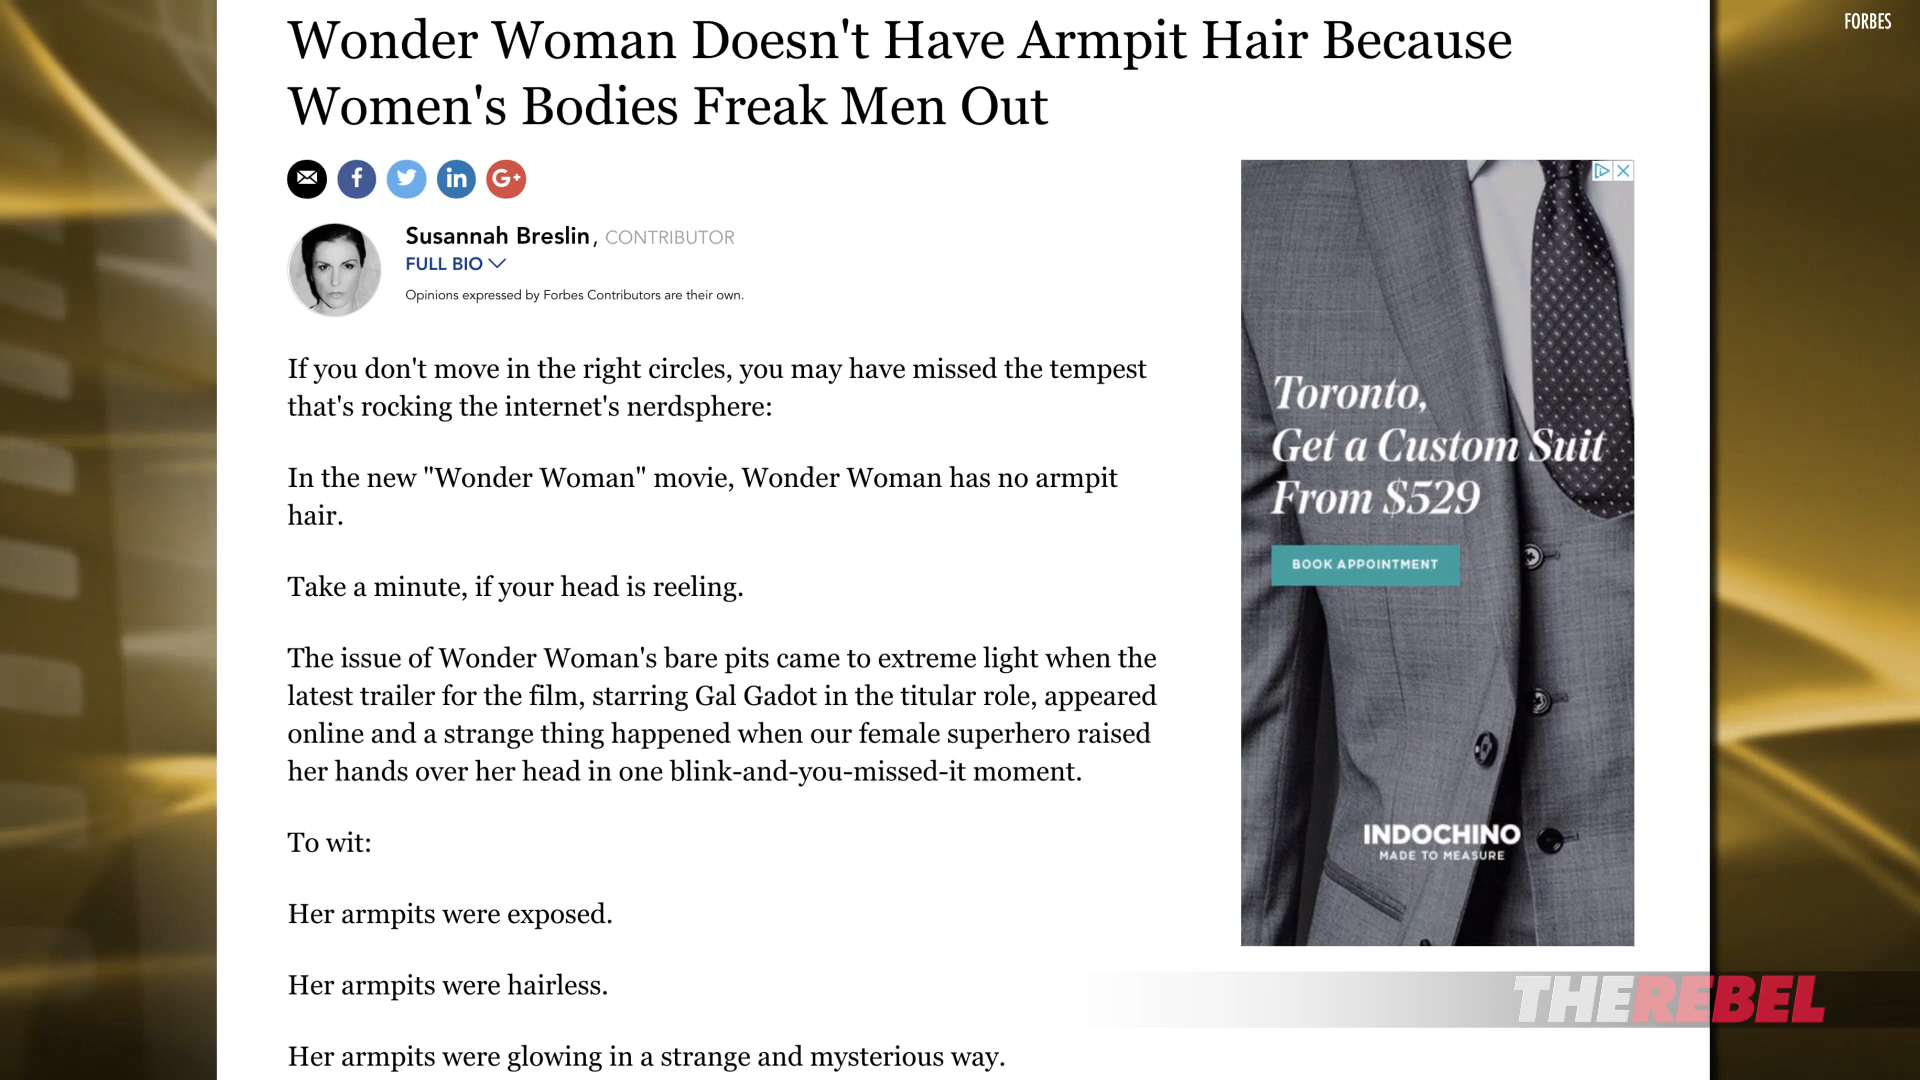 FORBES
Wonder Woman Doesn't Have Armpit Hair Because
Women's Bodies Freak Men Out
Susannah Breslin, CONTRIBUTOR
FULL BIO
Opinions expressed by Forbes Contributors are their own.
If you don't move in the right circles, you may have missed the tempest
that's rocking the internet's nerdsphere:
In the new "Wonder Woman" movie, Wonder Woman has no armpit
hair.
Take a minute, if your head is reeling.
The issue of Wonder Woman's bare pits came to extreme light when the
latest trailer for the film, starring Gal Gadot in the titular role, appeared
online and a strange thing happened when our female superhero raised
her hands over her head in one blink-and-you-missed-it moment.
To wit:
Her armpits were exposed.
Her armpits were hairless.
Her armpits were glowing in a strange and mysterious way.
Toronto,
Get a Custom Suit
From $529
BOOK APPOINTMENT
INDOCHINO
MADE TO MEASURE
THEREBEL